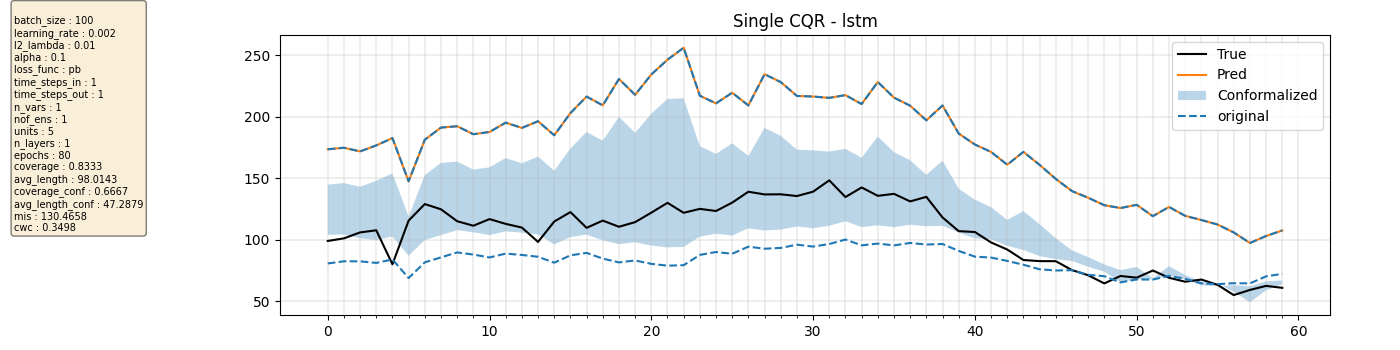 batch_size : 100
learning_rate : 0.002
l2_lambda : 0.01
alpha : 0.1
loss_func : pb
time_steps_in : 1
time_steps_out : 1
n_vars : 1
nof_ens : 1
units : 5
n_layers : 1
epochs : 80
coverage : 0.8333
avg_length : 98.0143
coverage_conf : 0.6667
avg_length_conf : 47.2879
mis : 130.4658
cwc : 0.3498
Single CQR - lstm
250
200
150
100
50
True
Pred
Conformalized
original
0 10 20 30 40 50 60